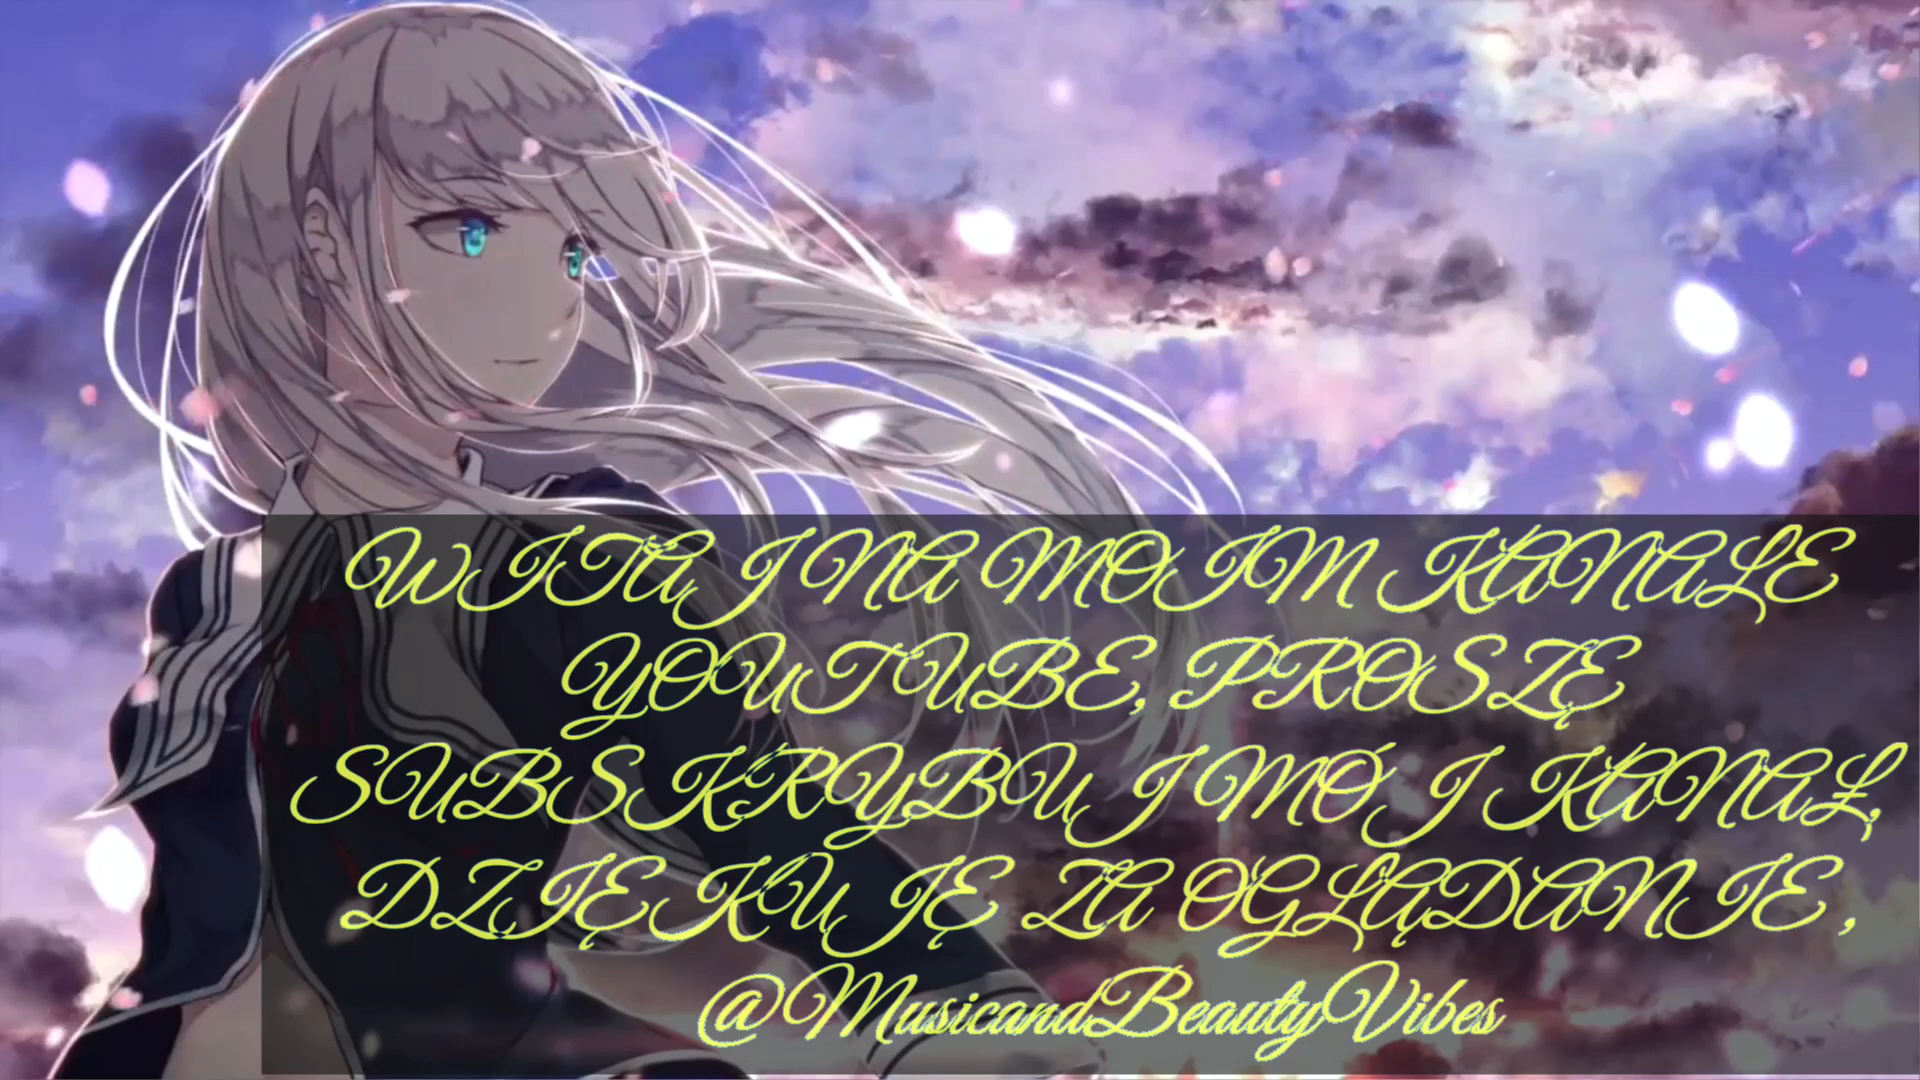 WITAJ NA MOIM KANALE
YOUTUBE, PROSZĘ
SUBSKRYBUJ MÓJ KANAŁ,
DZIĘKUJĘ ZA OGLĄDANIE,
@MusicandBeautyVibes